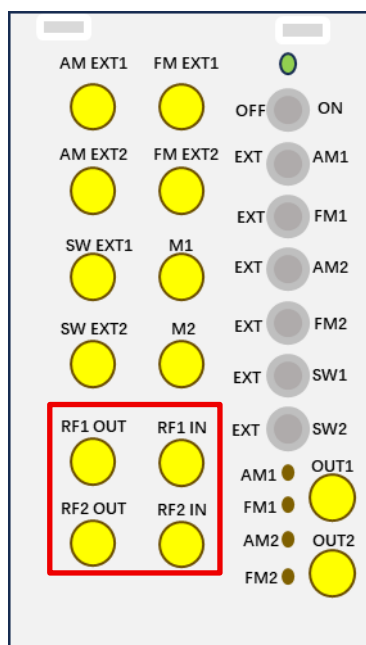 AM EXT1 FM EXT1
OFF ON
AM EXT2 FM EXT2 EXT AM1
EXT FM1
SW EXT1 M1
EXT AM2
SW EXT2 M2 EXT FM2
EXT SW1
RF1 OUT RF1 IN EXT SW2
AM1 OUT1
RF2 OUT RF2 IN FM1
AM2 OUT2
FM2